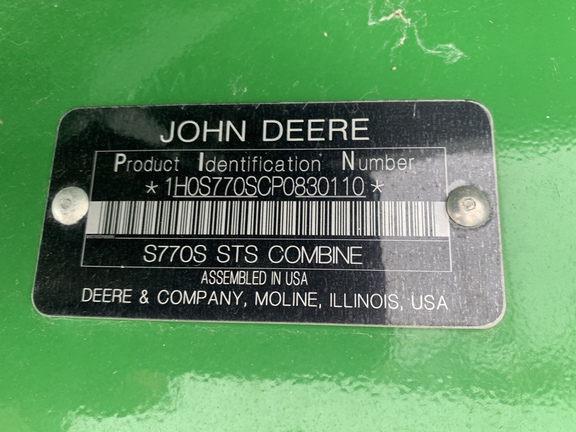 JOHN DEERE
Product Identification Number
*1H0S770SCP0830110*
S770S STS COMBINE
ASSEMBLED IN USA
DEERE & COMPANY, MOLINE, ILLINOIS, USA